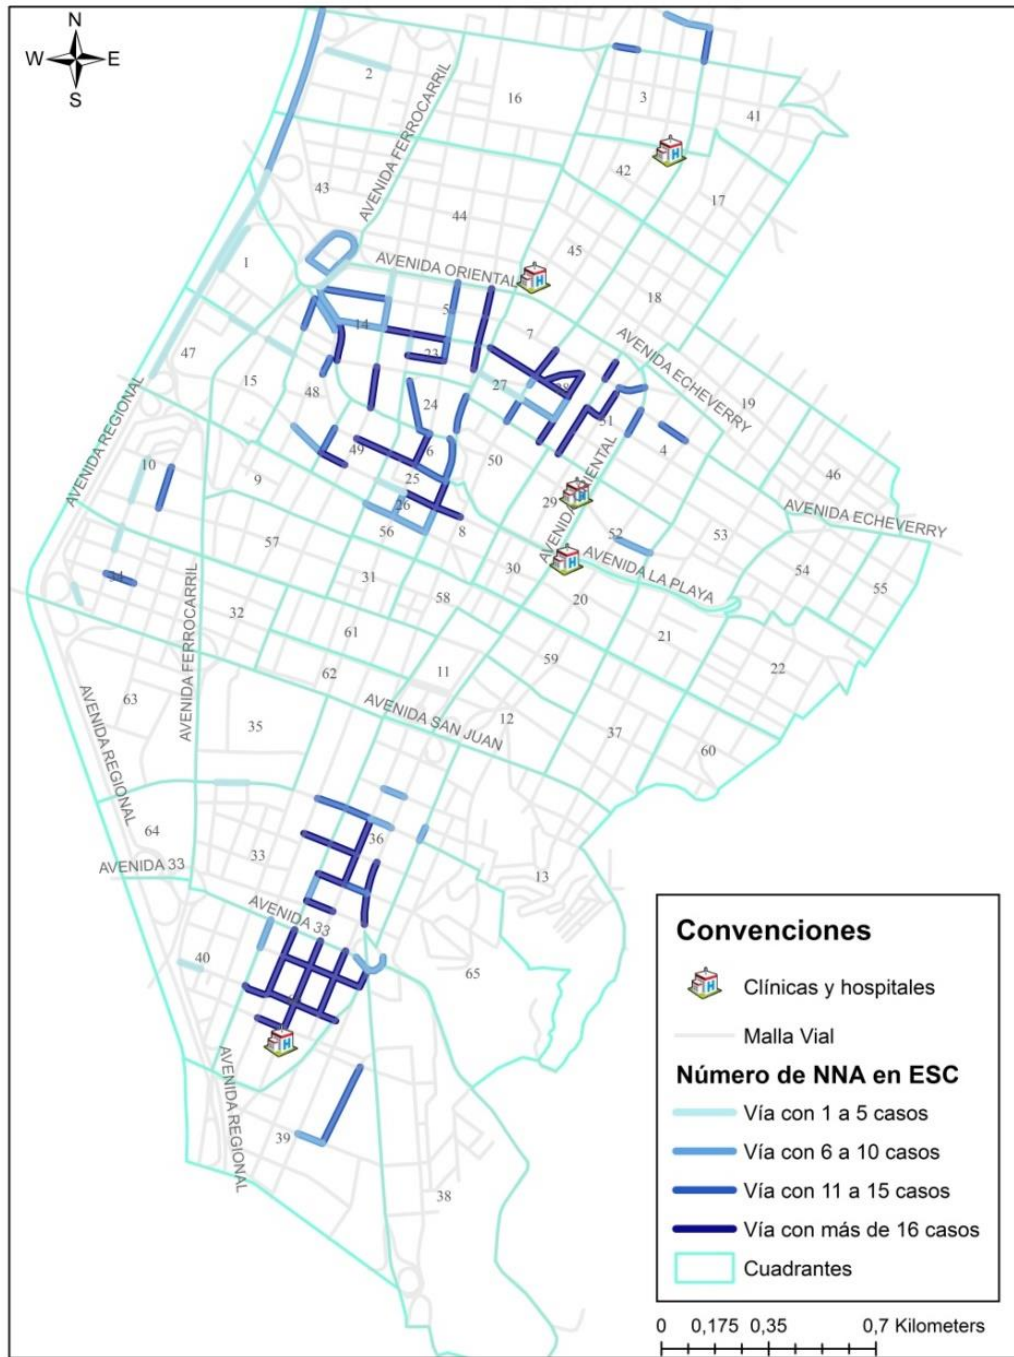 N
W
E
S
2
16
3
41
AVENIDA FERROCARRIL
42
17
43
44
45
1
AVENIDA ORIENTAL
18
5
14
7
47
23
AVENIDA ECHEVERRY
15
27
28
19
48
24
51
AVENIDA REGIONAL
4
49
6
50
46
10
9
25
AVENIDA ORIENTAL
29
26
AVENIDA ECHEVERRY
56
8
52
53
57
AVENIDA LA PLAYA
54
55
34
31
30
58
20
AVENIDA FERROCARRIL
32
61
21
59
22
62
11
63
AVENIDA SAN JUAN
12
35
37
60
AVENIDA REGIONAL
64
36
33
AVENIDA 33
13
AVENIDA 33
40
65
AVENIDA REGIONAL
39
38
Convenciones
Clínicas y hospitales
Malla Vial
Número de NNA en ESC
Vía con 1 a 5 casos
Vía con 6 a 10 casos
Vía con 11 a 15 casos
Vía con más de 16 casos
Cuadrantes
0 0,175 0,35 0,7 Kilometers